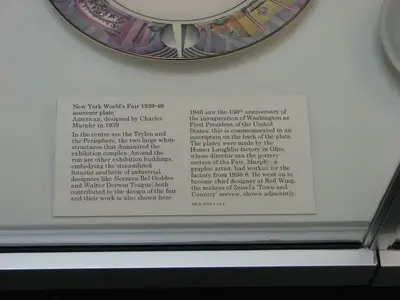 New York World's Fair 1939-40
souvenir plate
American, designed by Charles
Murphy in 1939
In the centre are the Trylon and
the Perisphere, the two large white
structures that dominated the
exhibition complex. Around the
rim are other exhibition buildings,
embodying the streamlined
futurist aesthetic of industrial
designers like Norman Bel Geddes
and Walter Dorwin Teague; both
contributed to the design of the fair
and their work is also shown here.
1940 saw the 150th anniversary of
the inauguration of Washington as
First President of the United
States; this is commemorated in an
inscription on the back of the plate.
The plates were made by the
Homer Laughlin factory in Ohio,
whose director ran the pottery
section of the Fair. Murphy, a
graphic artist, had worked for the
factory from 1936-8. He went on to
become chief designer at Red Wing,
the makers of Zeisel's 'Town and
Country' service, shown adjacently.